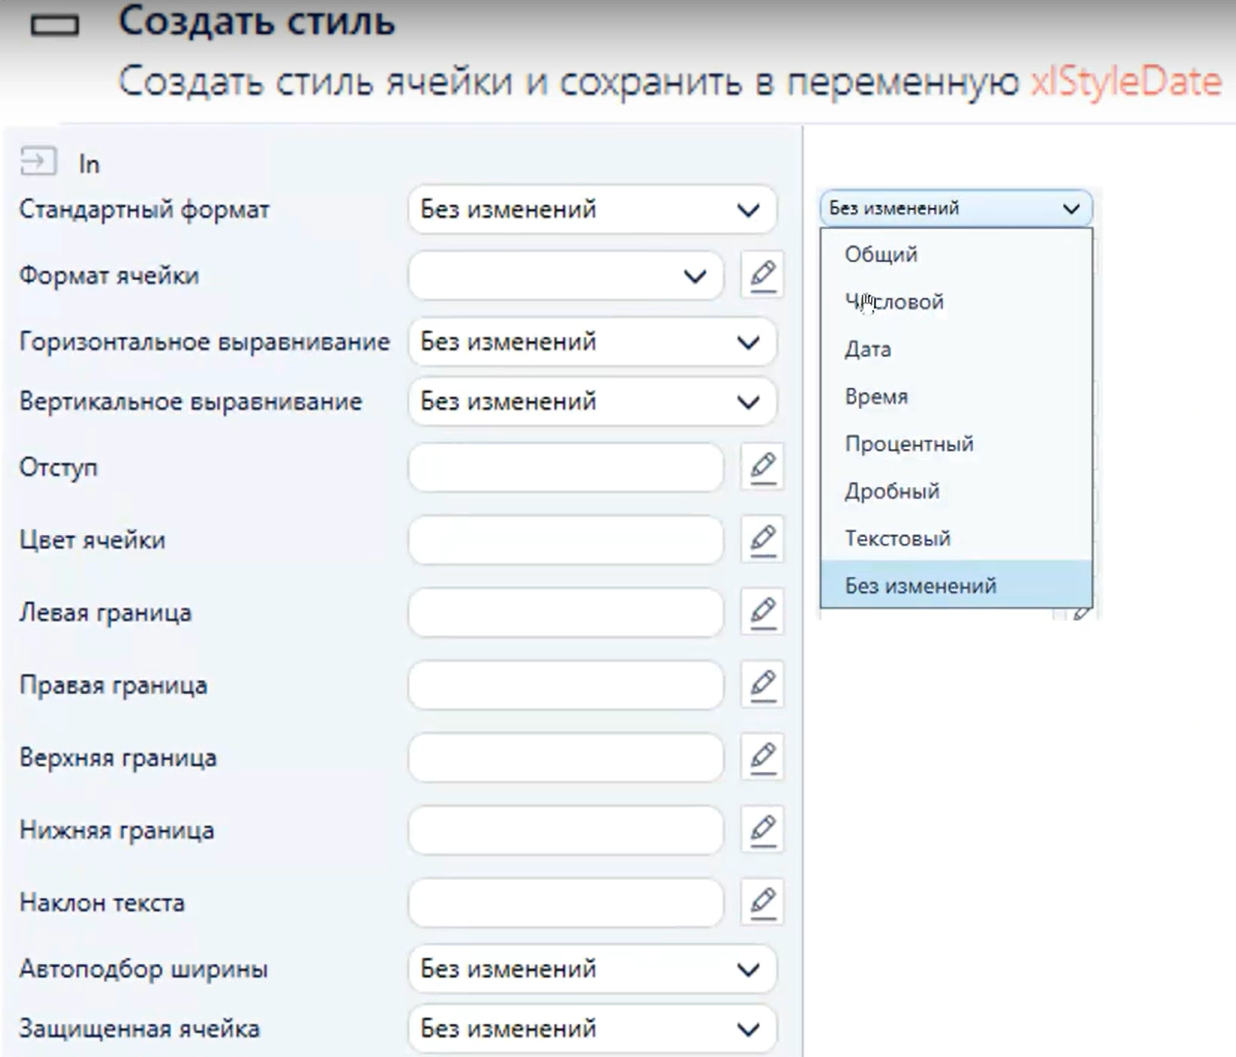 Создать стиль
Создать стиль ячейки и сохранить в переменную xlStyleDate
In
Стандартный формат Без изменений
Формат ячейки
Горизонтальное выравнивание Без изменений
Вертикальное выравнивание Без изменений
Отступ
Цвет ячейки
Левая граница
Правая граница
Верхняя граница
Нижняя граница
Наклон текста
Автоподбор ширины Без изменений
Защищенная ячейка Без изменений
Без изменений
Общий
Числовой
Дата
Время
Процентный
Дробный
Текстовый
Без изменений